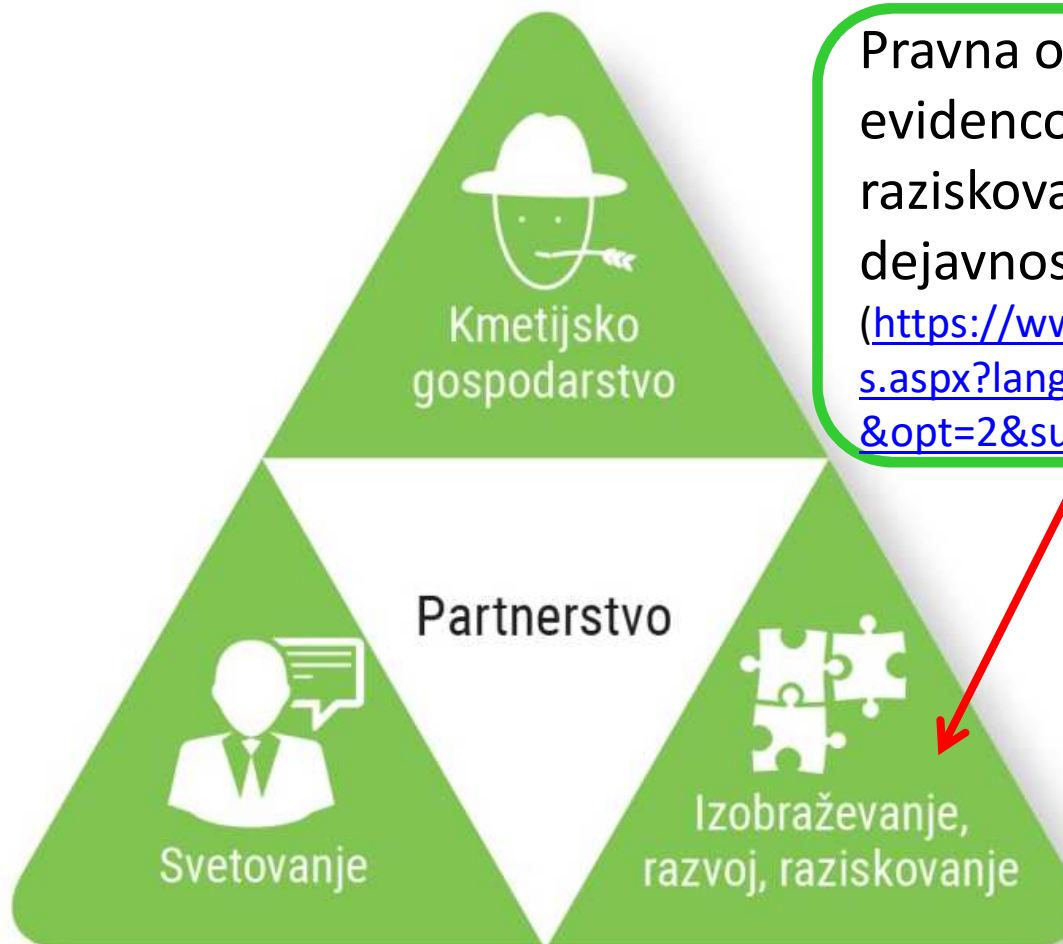 Pravna o
evidenco
raziskova
dejavnos
(https://ww
s.aspx?lang
&opt=2&su
Kmetijsko
gospodarstvo
Partnerstvo
Svetovanje
Izobraževanje,
razvoj, raziskovanje